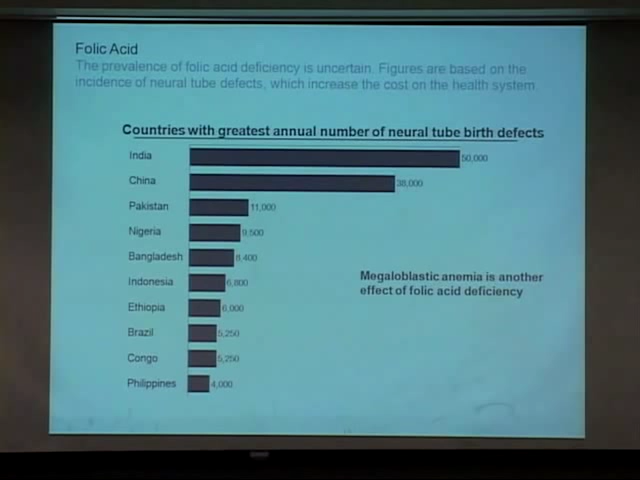 Folic Acid
The prevalence of folic acid deficiency is uncertain. Figures are based on the
incidence of neural tube defects, which increase the cost on the health system.
Countries with greatest annual number of neural tube birth defects
India 50,000
China 38,000
Pakistan 11,000
Nigeria 9,500
Bangladesh 8,400
Indonesia 6,800
Ethiopia 6,000
Brazil 5,250
Congo 5,250
Philippines 4,000
Megaloblastic anemia is another
effect of folic acid deficiency